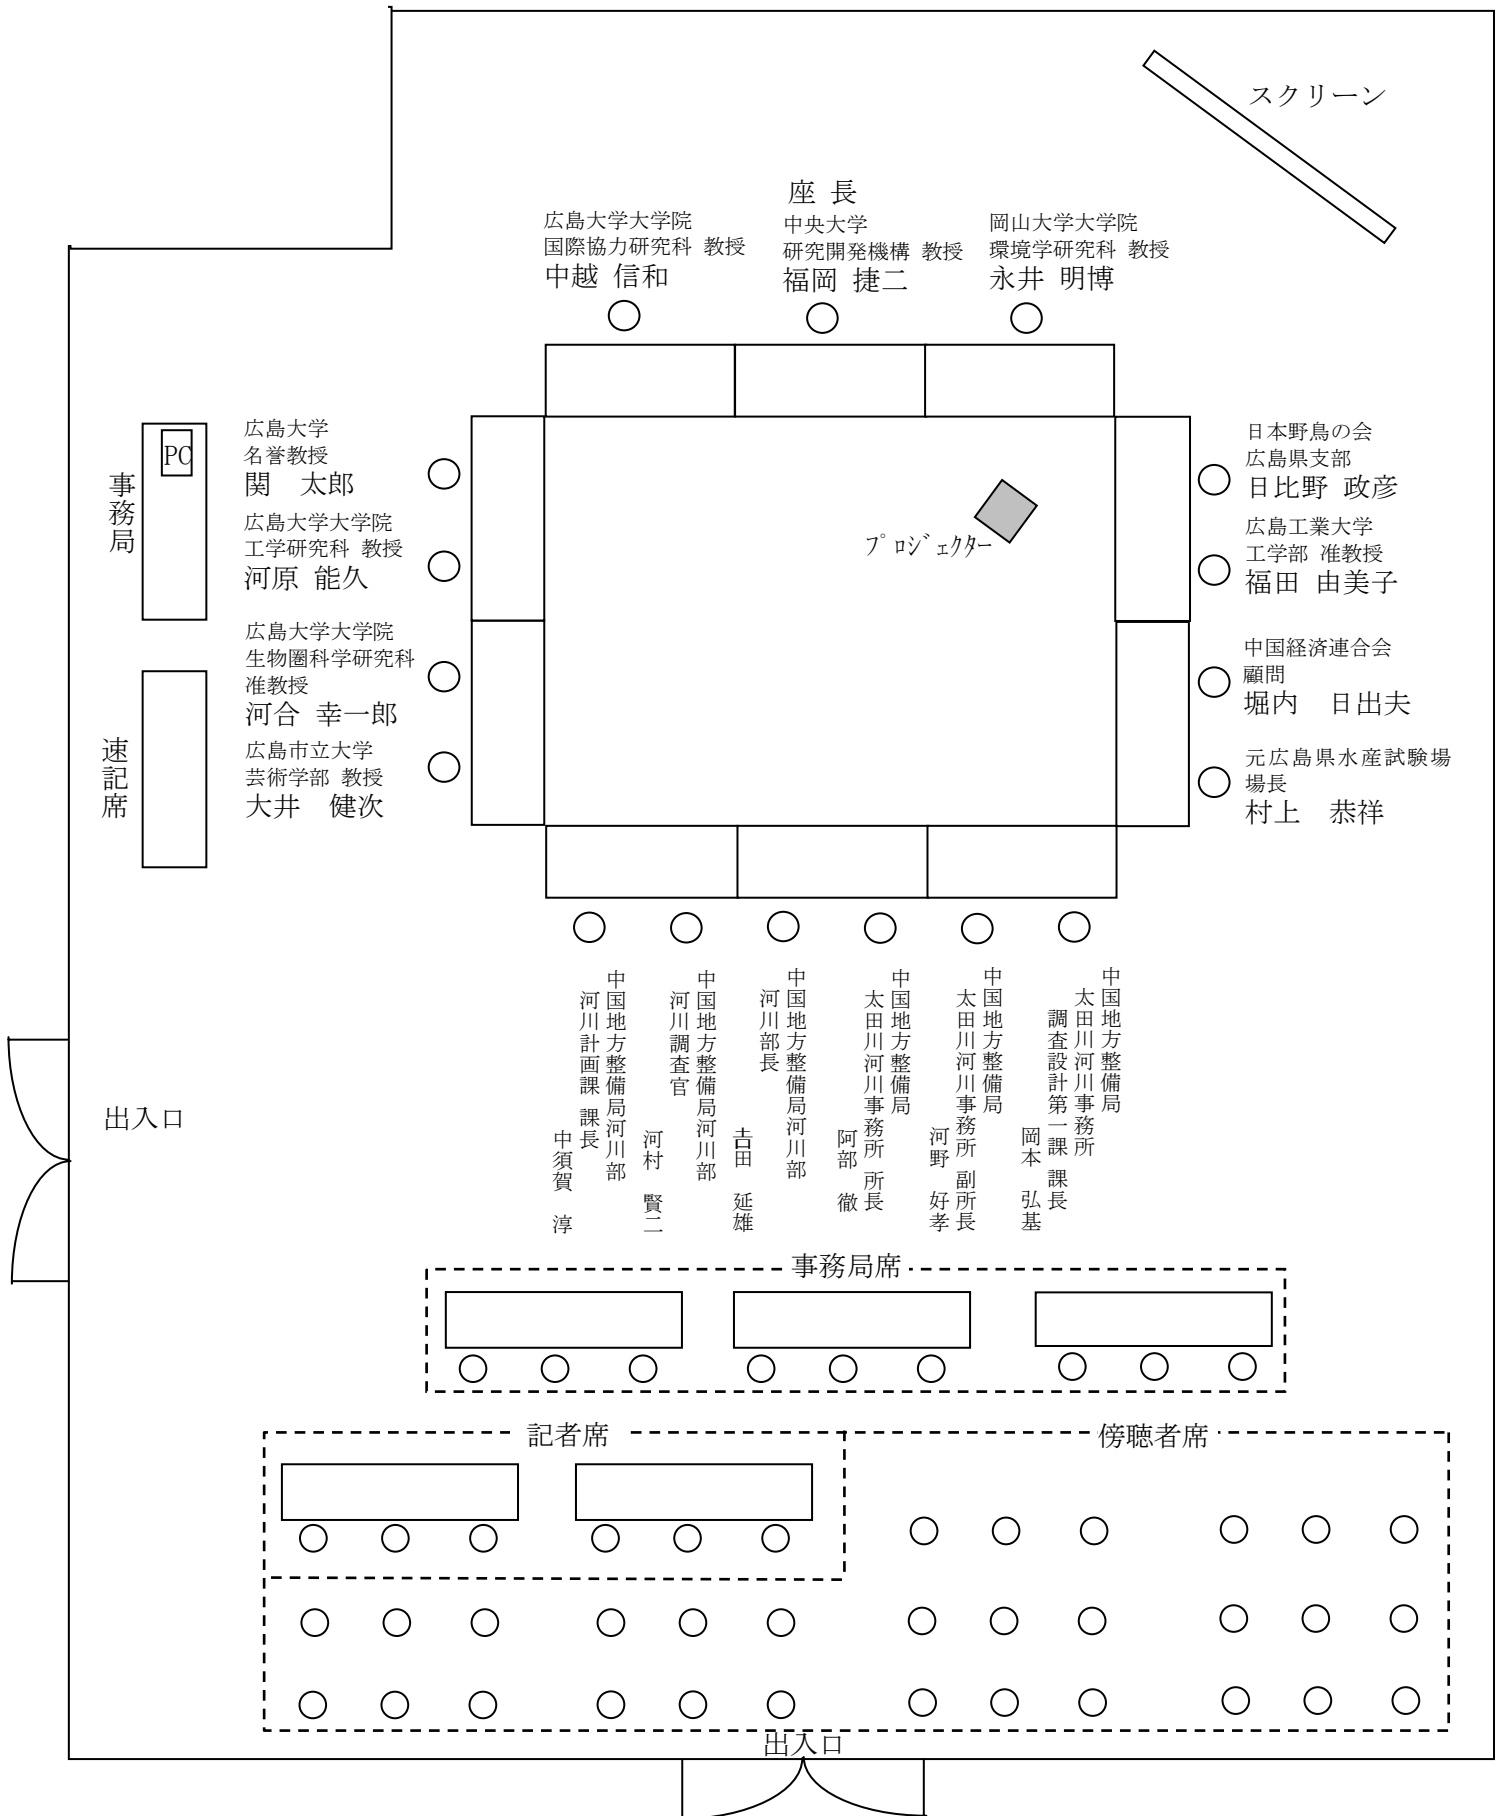 スクリーン
座 長
広島大学大学院
国際協力研究科 教授
中越 信和
中央大学
研究開発機構 教授
福岡 捷二
岡山大学大学院
環境学研究科 教授
永井 明博
事務局
PC
広島大学
名誉教授
関　太郎
広島大学大学院
工学研究科 教授
河原 能久
広島大学大学院
生物圏科学研究科
准教授
河合 幸一郎
広島市立大学
芸術学部 教授
大井　健次
速記席
プロジェクター
日本野鳥の会
広島県支部
日比野 政彦
広島工業大学
工学部 准教授
福田 由美子
中国経済連合会
顧問
堀内　日出夫
元広島県水産試験場
場長
村上　恭祥
中国地方整備局河川部
河川計画課 課長
中須賀　淳
中国地方整備局河川部
河川調査官
河村　賢二
中国地方整備局河川部
河川部長
吉田　延雄
中国地方整備局
太田川河川事務所 所長
阿部　徹
中国地方整備局
太田川河川事務所 副所長
河野　好孝
中国地方整備局
太田川河川事務所
調査設計第一課 課長
岡本　弘基
出入口
事務局席
記者席
傍聴者席
出入口